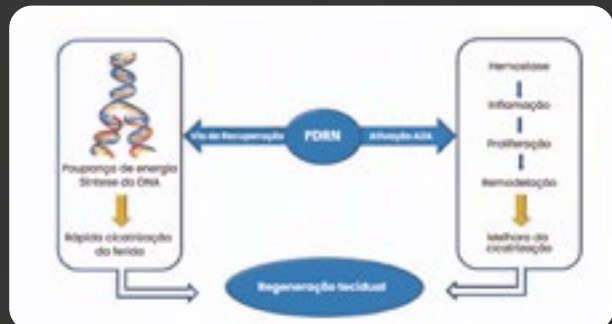 Poupança de energia
Síntese do DNA
Rápida cicatrização
da ferida
Via de Recuperação
PDRN
Ativação A2A
Hemostase
Inflamação
Proliferação
Remodelação
Melhora da
cicatrização
Regeneração tecidual